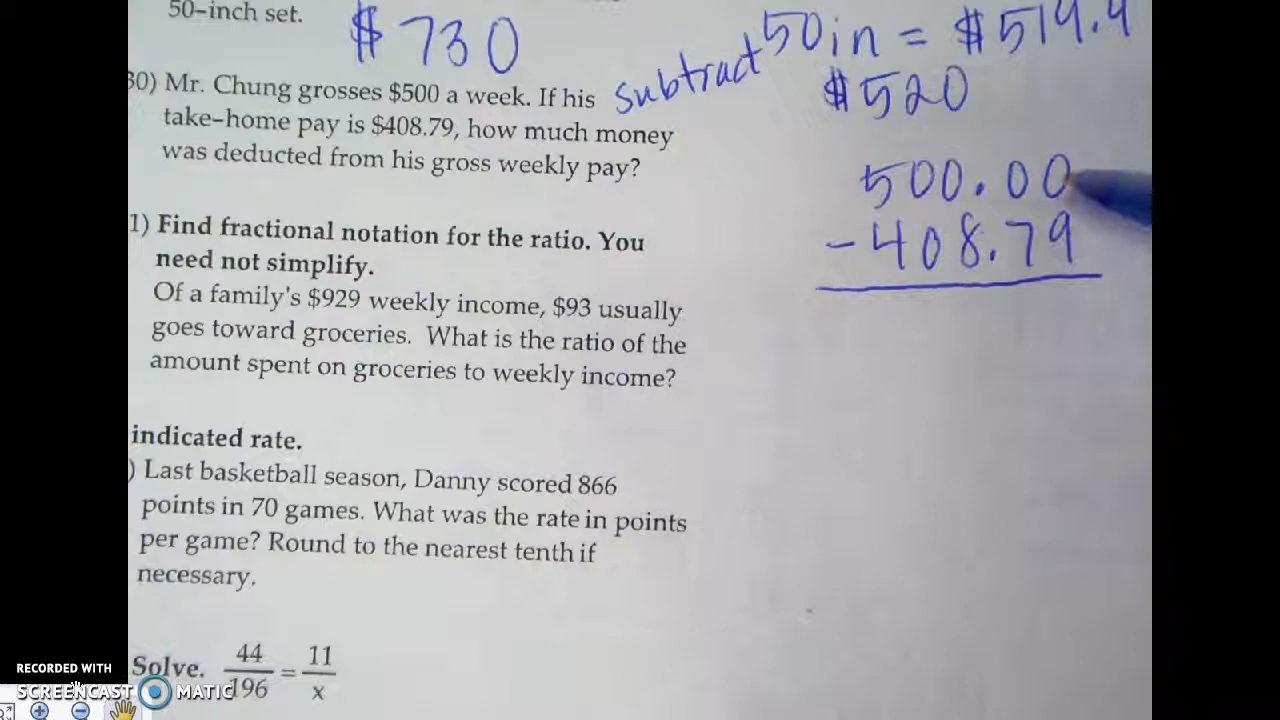 50-inch set.
$730
50in = $519.4
$520
subtract
30) Mr. Chung grosses $500 a week. If his
take-home pay is $408.79, how much money
was deducted from his gross weekly pay?
500.00
-408.79
1) Find fractional notation for the ratio. You
need not simplify.
Of a family's $929 weekly income, $93 usually
goes toward groceries. What is the ratio of the
amount spent on groceries to weekly income?
indicated rate.
) Last basketball season, Danny scored 866
points in 70 games. What was the rate in points
per game? Round to the nearest tenth if
necessary.
Solve. 44/196 = 11/x
RECORDED WITH
SCREENCAST MATIC